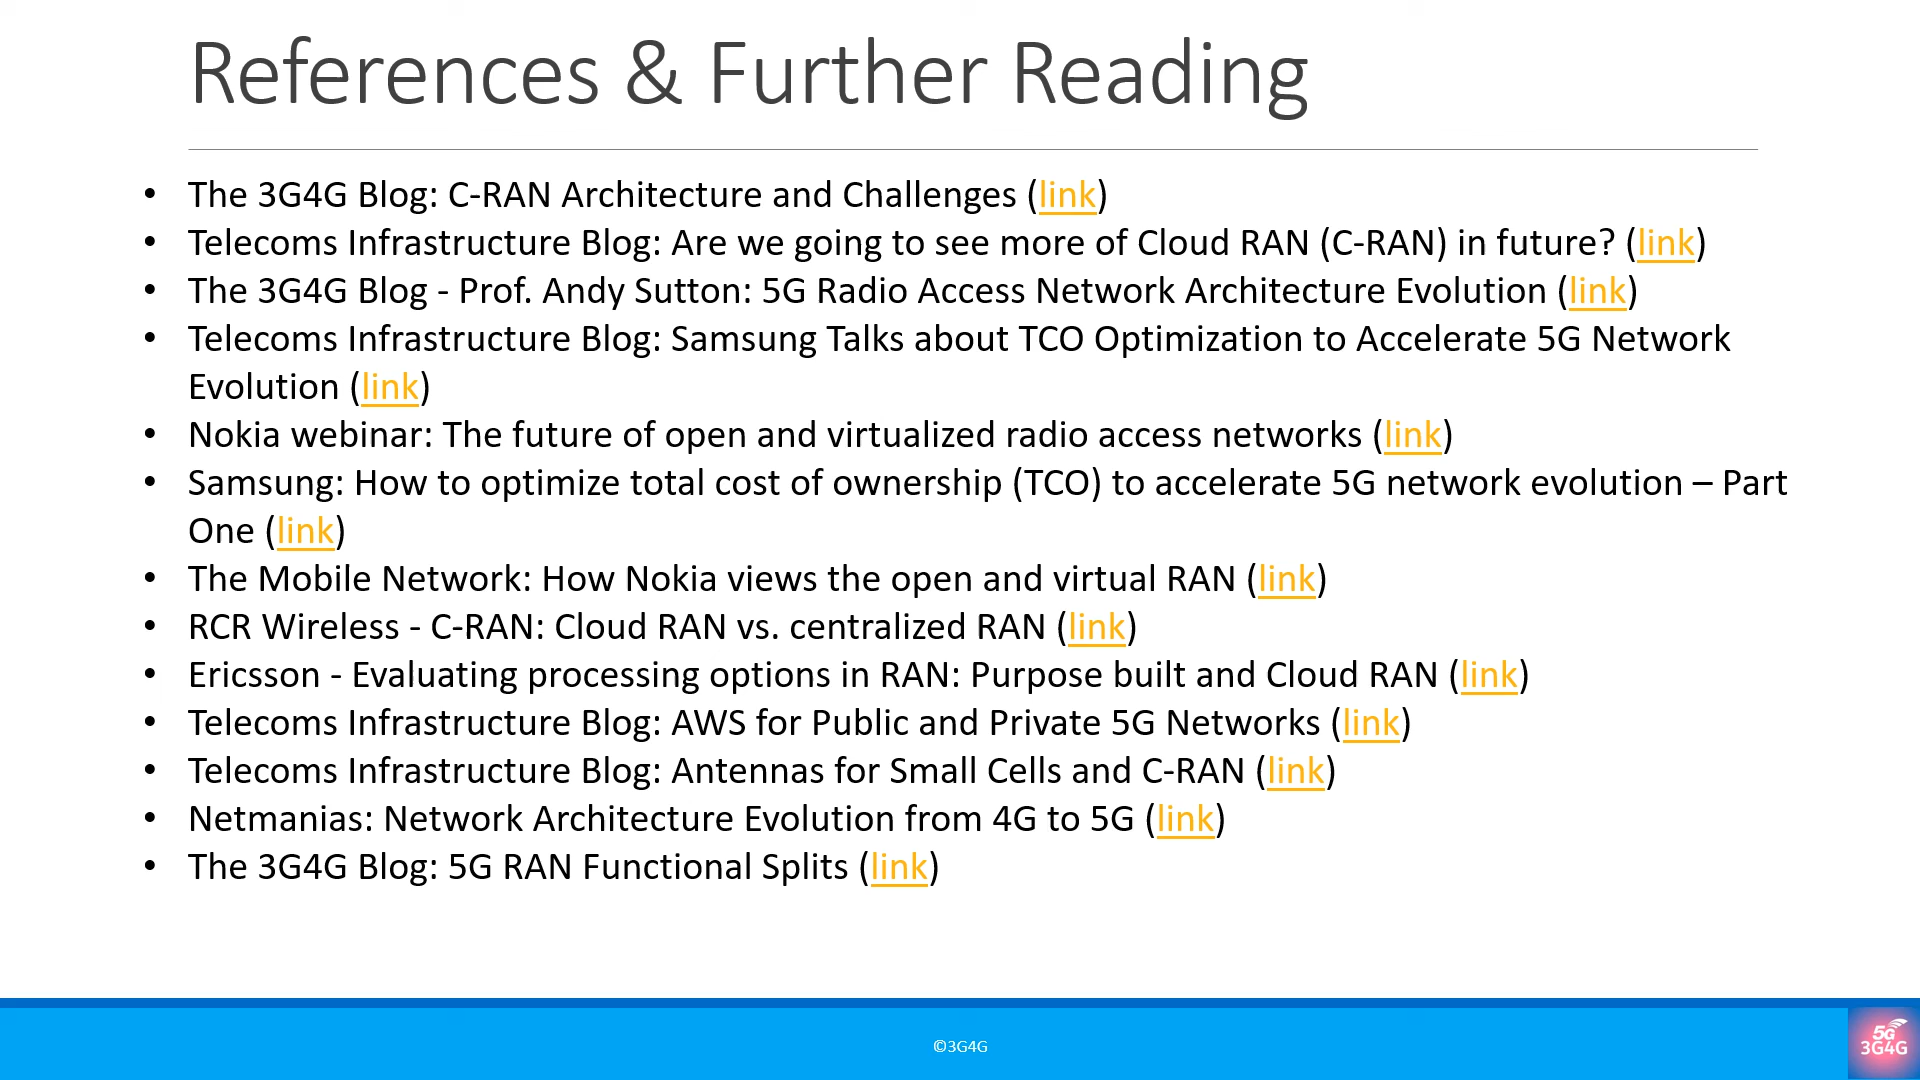 References & Further Reading
• The 3G4G Blog: C-RAN Architecture and Challenges (link)
• Telecoms Infrastructure Blog: Are we going to see more of Cloud RAN (C-RAN) in future? (link)
• The 3G4G Blog - Prof. Andy Sutton: 5G Radio Access Network Architecture Evolution (link)
• Telecoms Infrastructure Blog: Samsung Talks about TCO Optimization to Accelerate 5G Network
Evolution (link)
• Nokia webinar: The future of open and virtualized radio access networks (link)
• Samsung: How to optimize total cost of ownership (TCO) to accelerate 5G network evolution – Part
One (link)
• The Mobile Network: How Nokia views the open and virtual RAN (link)
• RCR Wireless - C-RAN: Cloud RAN vs. centralized RAN (link)
• Ericsson - Evaluating processing options in RAN: Purpose built and Cloud RAN (link)
• Telecoms Infrastructure Blog: AWS for Public and Private 5G Networks (link)
• Telecoms Infrastructure Blog: Antennas for Small Cells and C-RAN (link)
• Netmanias: Network Architecture Evolution from 4G to 5G (link)
• The 3G4G Blog: 5G RAN Functional Splits (link)
©3G4G
5G
3G4G